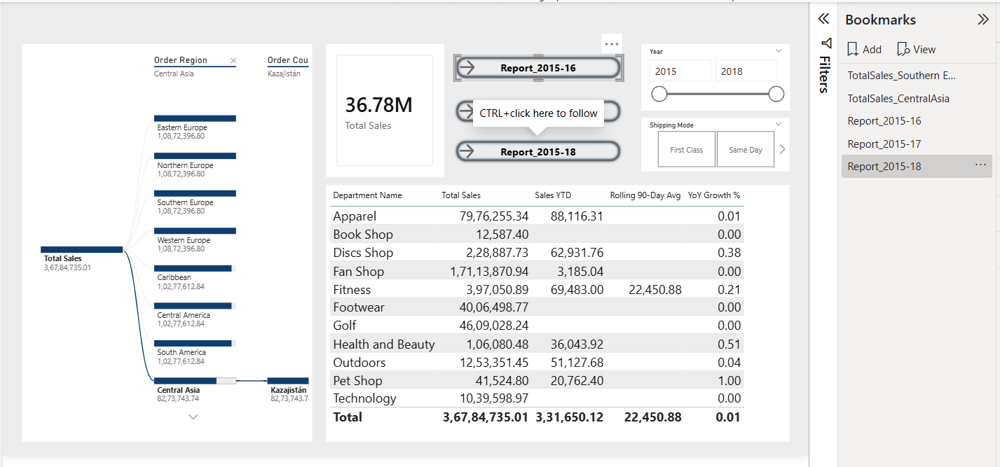 Order Region
Central Asia
Order Cou
Kazajistán
Eastern Europe
1,08,72,396.80
Northern Europe
1,08,72,396.80
Southern Europe
1,08,72,396.80
Western Europe
1,08,72,396.80
Total Sales
3,67,84,735.01
Caribbean
1,02,77,612.84
Central America
1,02,77,612.84
South America
1,02,77,612.84
Central Asia
82,73,743.74
Kazajistán
82,73,743.7
36.78M
Total Sales
Report_2015-16
CTRL+click here to follow
Report_2015-18
Year
2015 2018
Shipping Mode
First Class Same Day
Department Name Total Sales Sales YTD Rolling 90-Day Avg YoY Growth %
Apparel 79,76,255.34 88,116.31 0.01
Book Shop 12,587.40 0.00
Discs Shop 2,28,887.73 62,931.76 0.38
Fan Shop 1,71,13,870.94 3,185.04 0.00
Fitness 3,97,050.89 69,483.00 22,450.88 0.21
Footwear 40,06,498.77 0.00
Golf 46,09,028.24 0.00
Health and Beauty 1,06,080.48 36,043.92 0.51
Outdoors 12,53,351.45 51,127.68 0.04
Pet Shop 41,524.80 20,762.40 1.00
Technology 10,39,598.97 0.00
Total 3,67,84,735.01 3,31,650.12 22,450.88 0.01
Filters
Bookmarks
Add View
TotalSales_Southern E...
TotalSales_CentralAsia
Report_2015-16
Report_2015-17
Report_2015-18